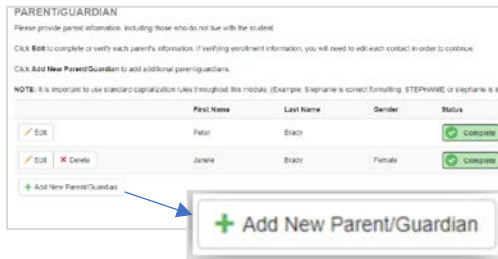 PARENT/GUARDIAN
Please provide parent information, including those who do not live with the student.
Click Edit to complete or verify each parent's information. If verifying enrollment information, you will need to edit each contact in order to continue.
Click Add New Parent/Guardian to add additional parent/guardians.
NOTE: It is important to use standard capitalization rules throughout this module. (Example: Stephanie is correct formatting. STEPHANIE or stephanie is
First Name Last Name Gender Status
Edit Peter Brady Complete
Edit Delete Janele Brady Female Complete
+ Add New Parent/Guardian
+ Add New Parent/Guardian